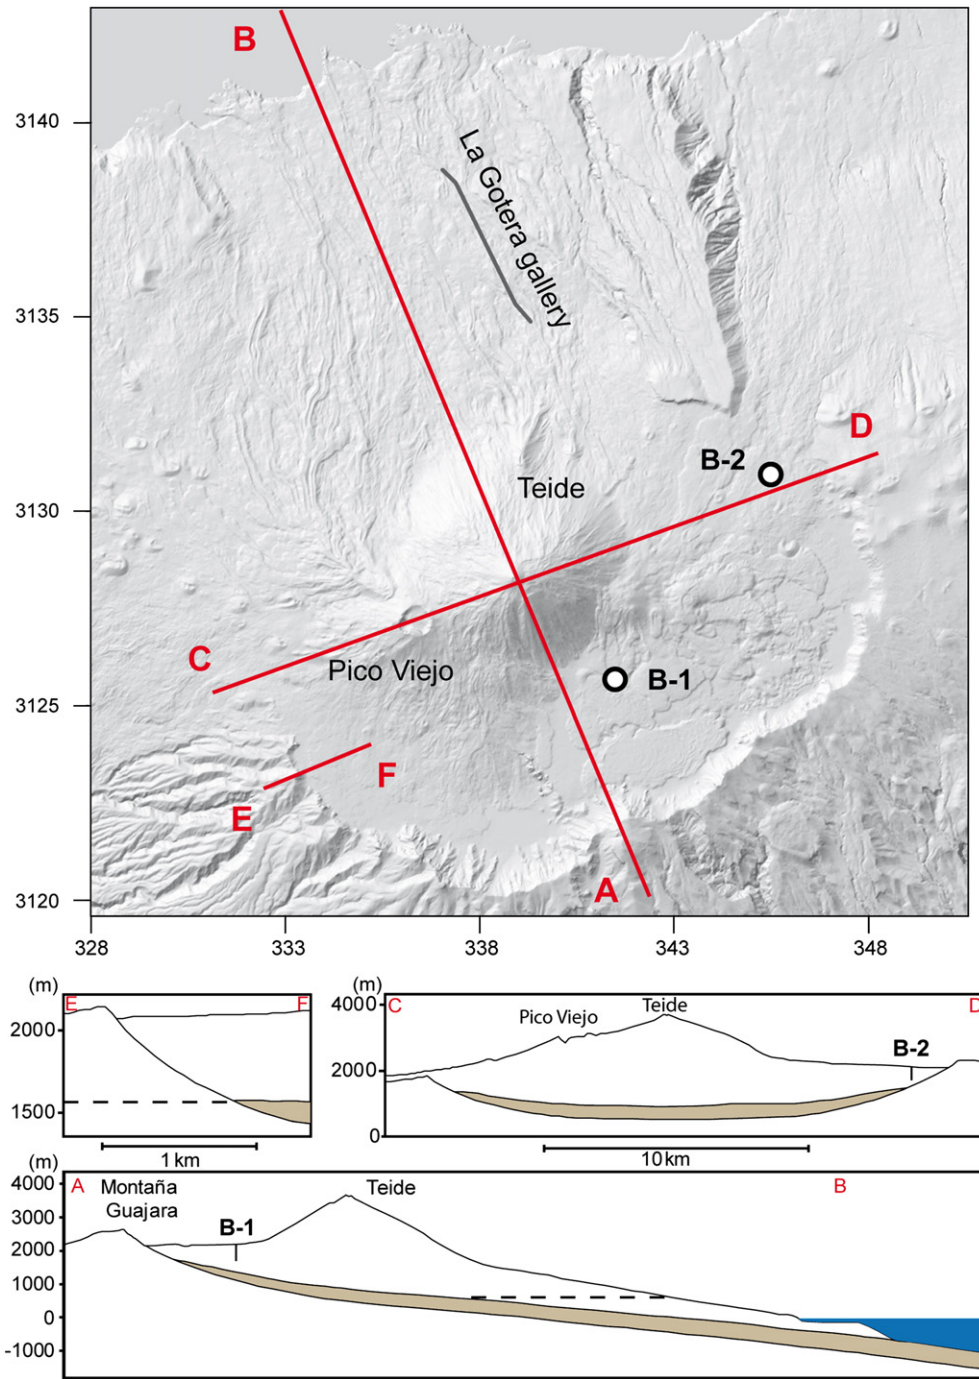 B
3140
La Gotera gallery
3135
D
B-2
Teide
3130
C
Pico Viejo
B-1
3125
F
E
A
3120
328
333
338
343
348
(m)
E
F
2000
1500
1 km
(m)
4000
C
Teide
D
Pico Viejo
B-2
2000
0
10 km
(m)
A
Montaña
Guajara
Teide
B
4000
3000
B-1
2000
1000
0
-1000